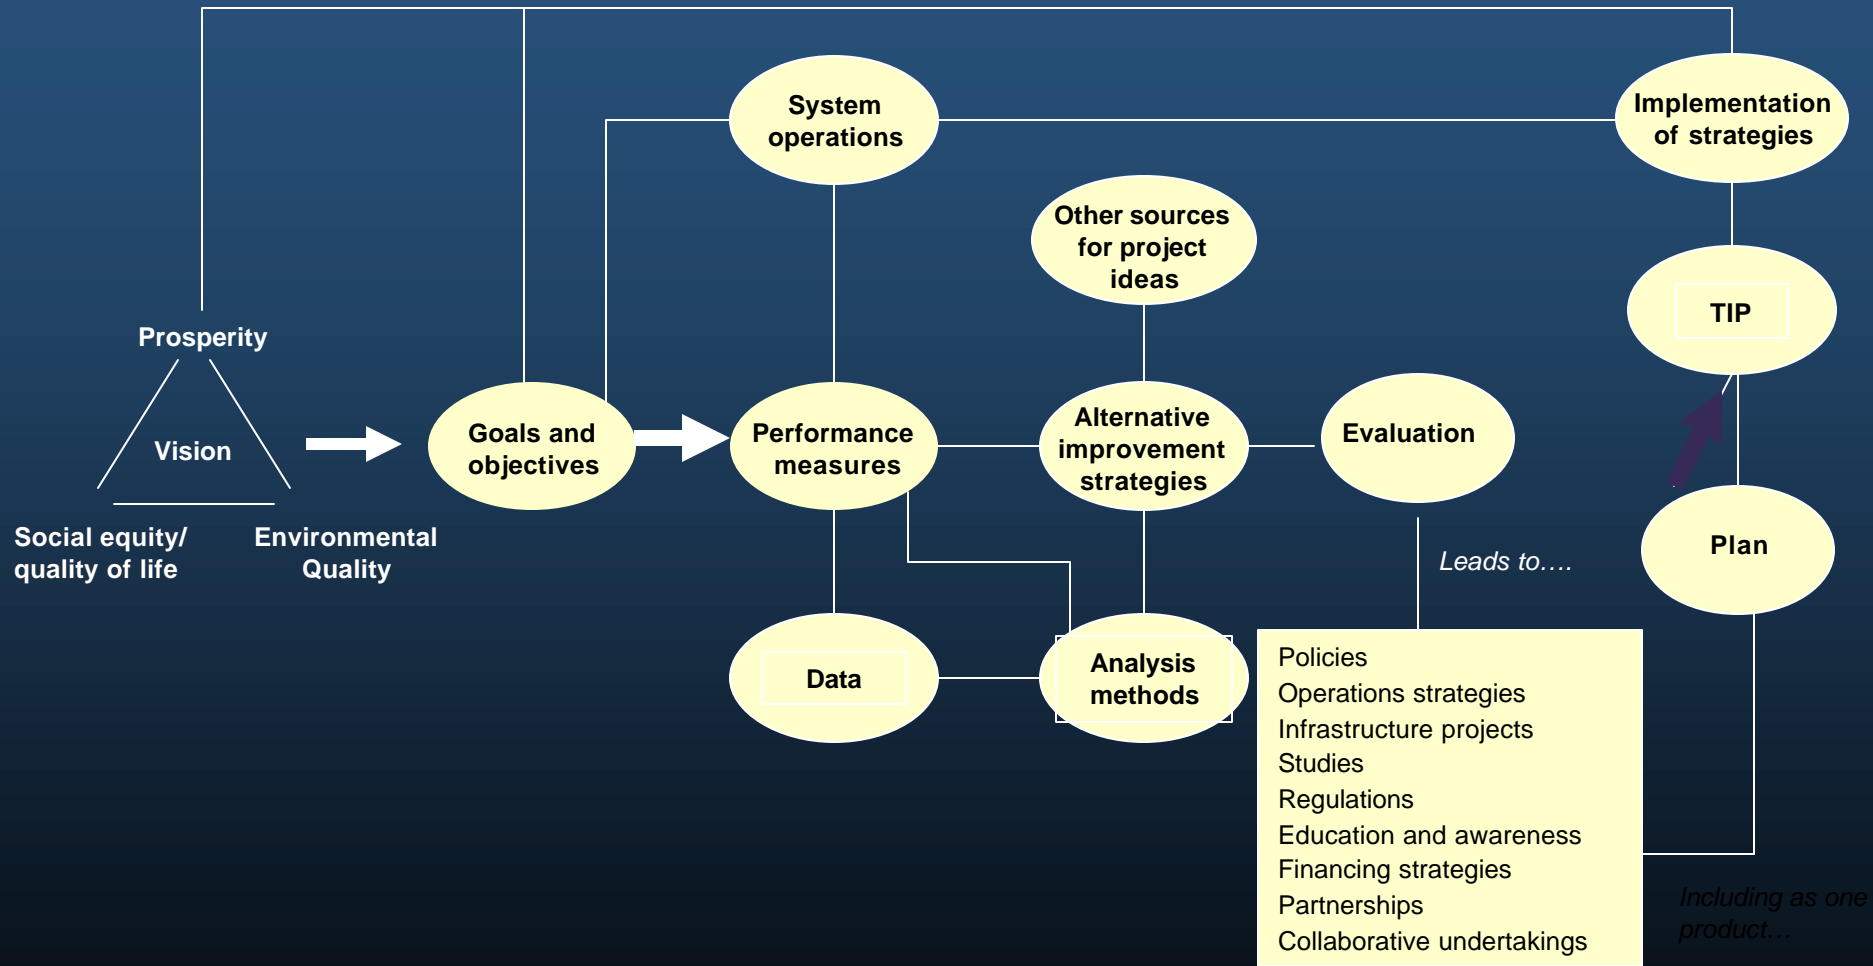 System
operations
Implementation
of strategies
Other sources
for project
ideas
TIP
Prosperity
Vision
Social equity/
quality of life
Environmental
Quality
Goals and
objectives
Performance
measures
Alternative
improvement
strategies
Evaluation
Leads to….
Plan
Data
Analysis
methods
Policies
Operations strategies
Infrastructure projects
Studies
Regulations
Education and awareness
Financing strategies
Partnerships
Collaborative undertakings
Including as one
product…